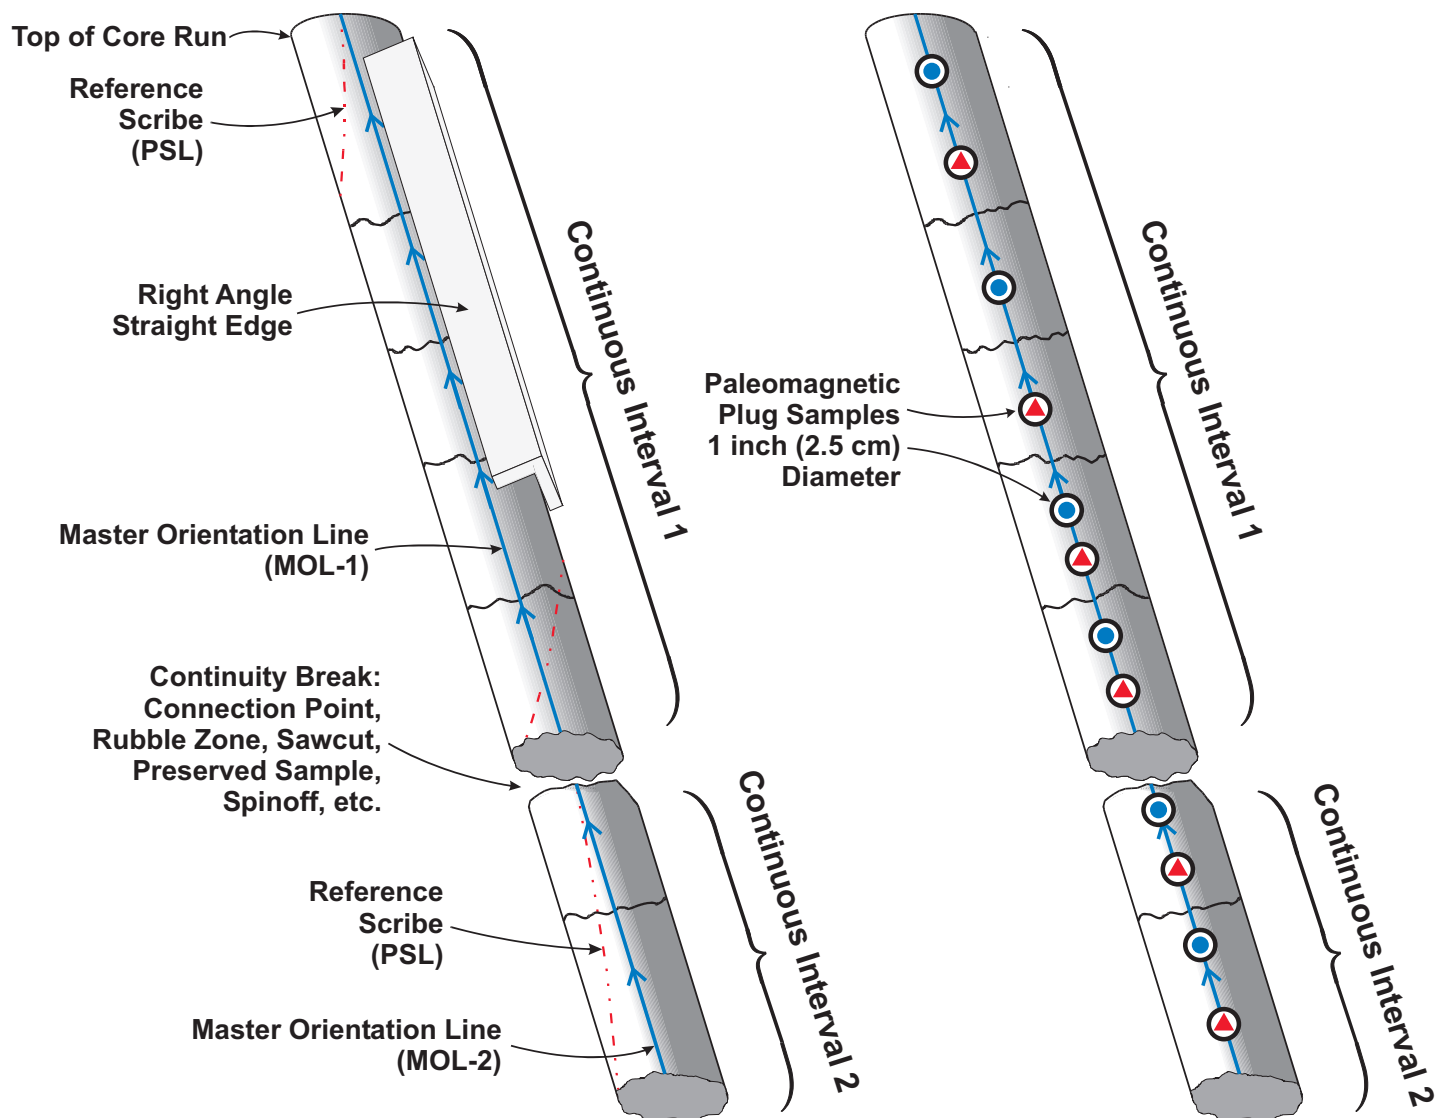 Top of Core Run
Reference
Scribe
(PSL)
Right Angle
Straight Edge
Master Orientation Line
(MOL-1)
Continuity Break:
Connection Point,
Rubble Zone, Sawcut,
Preserved Sample,
Spinoff, etc.
Reference
Scribe
(PSL)
Master Orientation Line
(MOL-2)
Continuous Interval 1
Continuous Interval 2
Paleomagnetic
Plug Samples
1 inch (2.5 cm)
Diameter
Continuous Interval 1
Continuous Interval 2